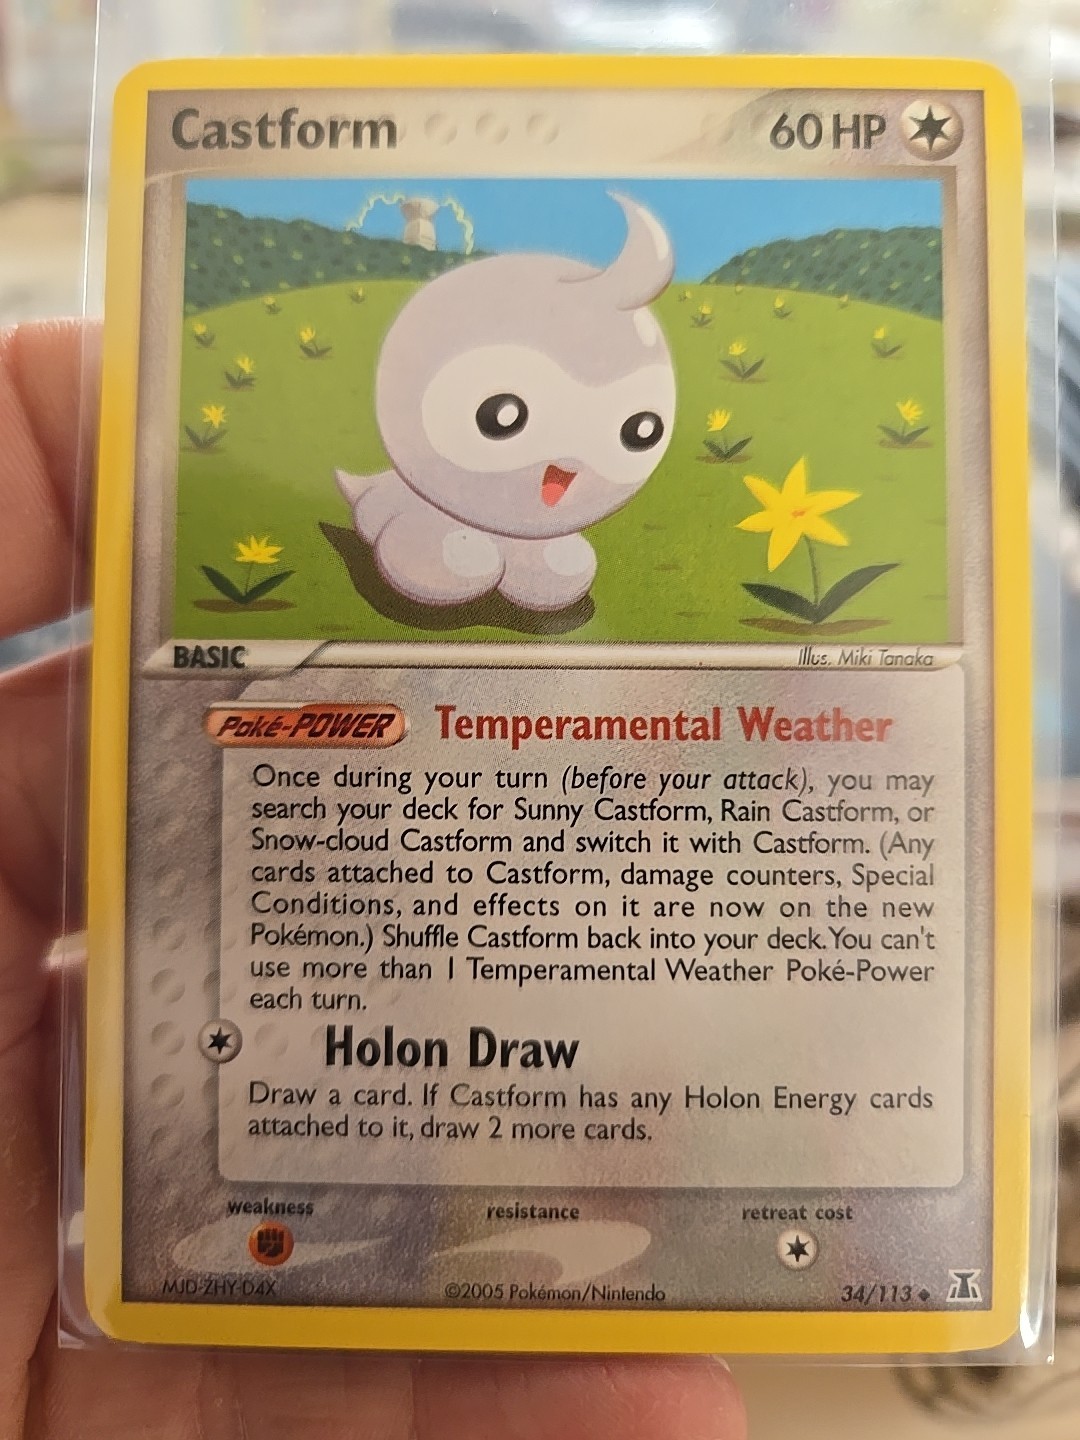 Castform 60 HP
BASIC Illus. Miki Tanaka
Poké-POWER Temperamental Weather
Once during your turn (before your attack), you may
search your deck for Sunny Castform, Rain Castform, or
Snow-cloud Castform and switch it with Castform. (Any
cards attached to Castform, damage counters, Special
Conditions, and effects on it are now on the new
Pokémon.) Shuffle Castform back into your deck. You can't
use more than 1 Temperamental Weather Poké-Power
each turn.
Holon Draw
Draw a card. If Castform has any Holon Energy cards
attached to it, draw 2 more cards.
weakness resistance retreat cost
MJD-ZHY-D4X ©2005 Pokémon/Nintendo 34/113